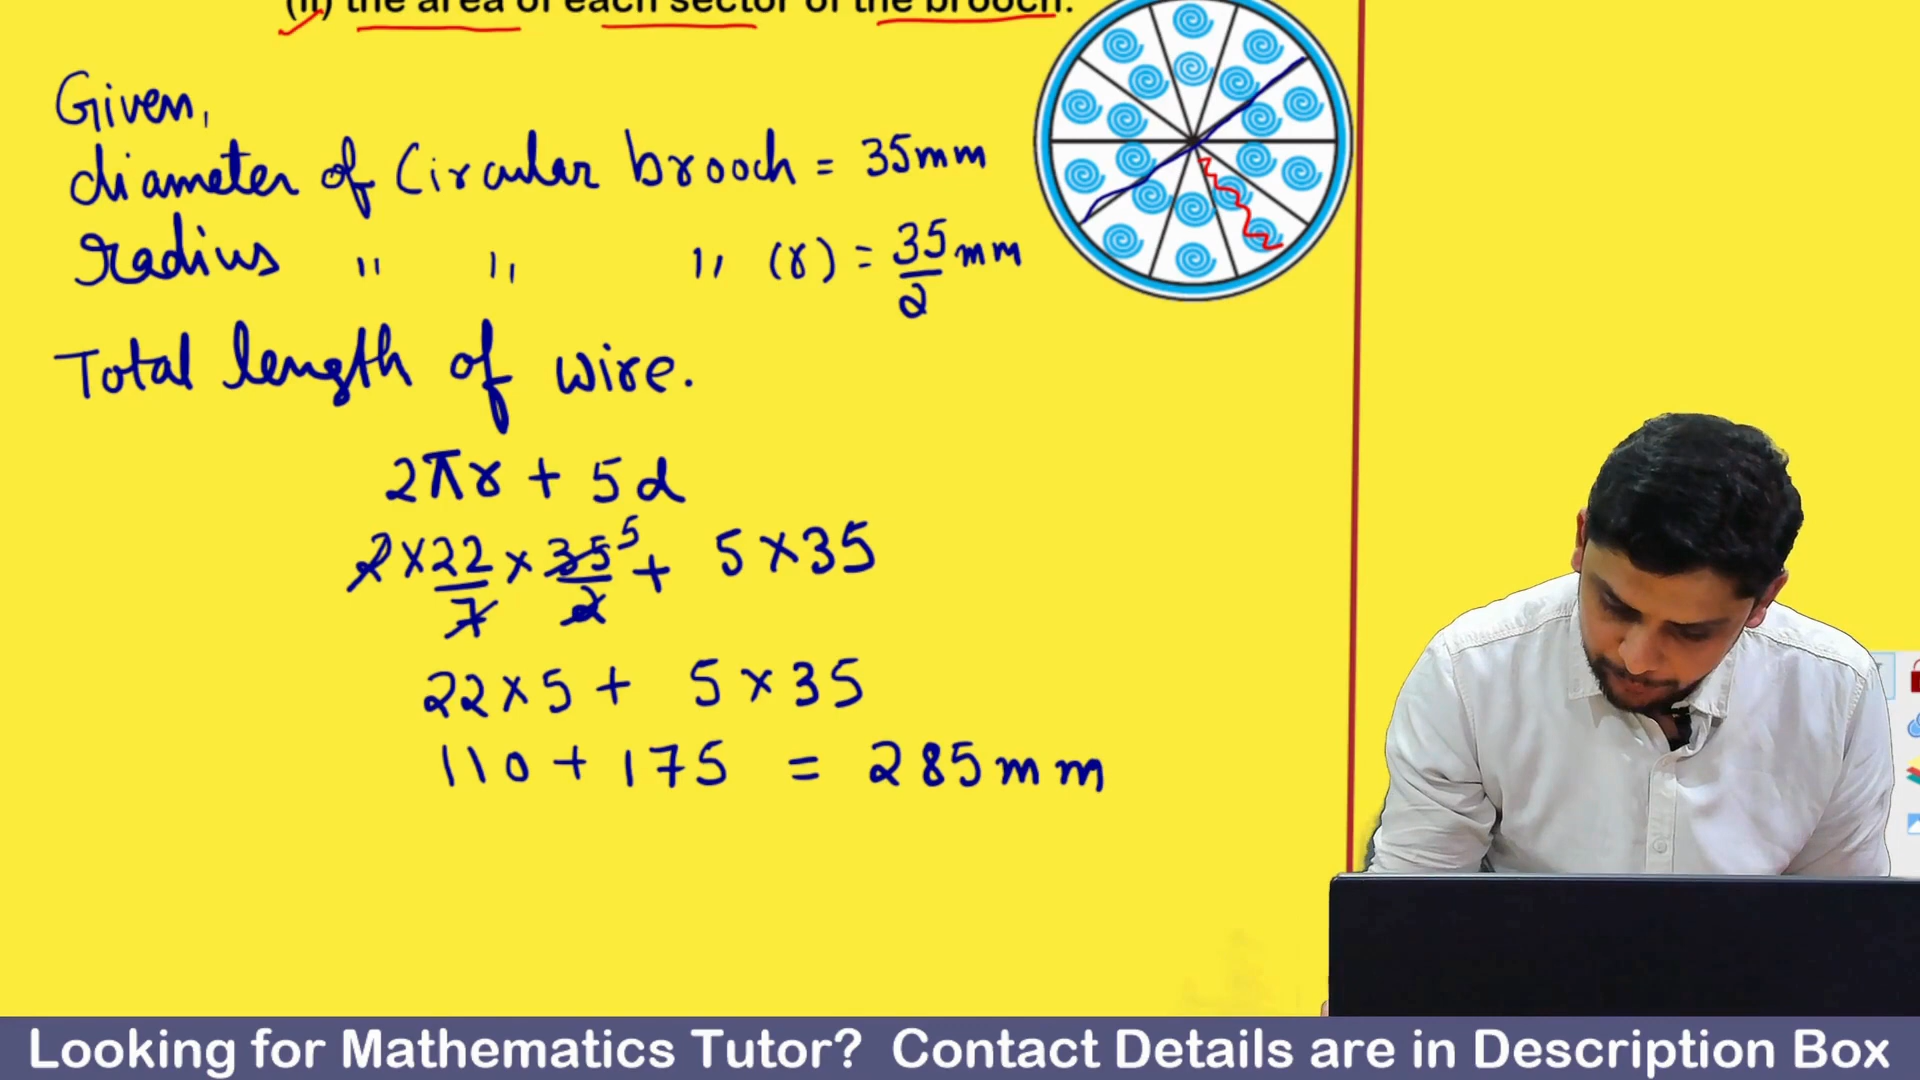 (ii) the area of each sector of the brooch.
Given,
diameter of Circular brooch = 35mm
radius " " " (r) = 35/2 mm
Total length of wire.
2πr + 5d
2 × 22/7 × 35/2 5 + 5 × 35
22 × 5 + 5 × 35
110 + 175 = 285mm
Looking for Mathematics Tutor? Contact Details are in Description Box